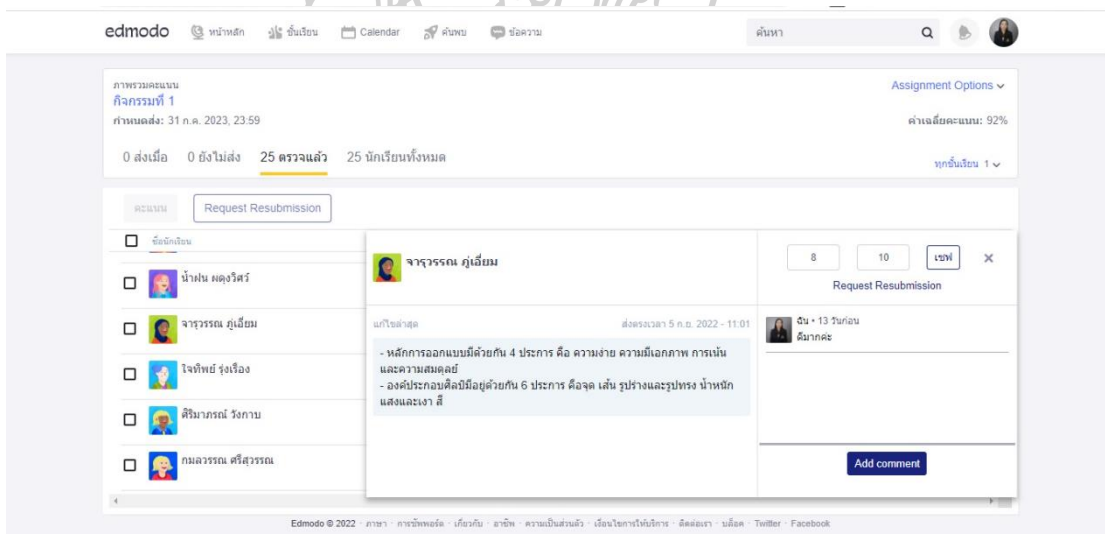 edmodo หน้าหลัก ชั้นเรียน Calendar ค้นพบ ข้อความ ค้นหา
ภาพรวมคะแนน Assignment Options
กิจกรรมที่ 1
กำหนดส่ง: 31 ก.ค. 2023, 23:59 ค่าเฉลี่ยคะแนน: 92%
0 ส่งเมื่อ 0 ยังไม่ส่ง 25 ตรวจแล้ว 25 นักเรียนทั้งหมด ทุกชั้นเรียน 1
คะแนน Request Resubmission
ชื่อนักเรียน
น้ำฝน ผดุงวิศว์
จารุวรรณ ภู่เอี่ยม
ใจทิพย์ รุ่งเรือง
ศิริมาภรณ์ วังกาบ
กมลวรรณ ศรีสุวรรณ
จารุวรรณ ภู่เอี่ยม
8 10 เซฟ
Request Resubmission
แก้ไขล่าสุด ส่งตรงเวลา 5 ก.ย. 2022 - 11:01
- หลักการออกแบบมีด้วยกัน 4 ประการ คือ ความง่าย ความมีเอกภาพ การเน้น
และความสมดุลย์
- องค์ประกอบศิลป์มีอยู่ด้วยกัน 6 ประการ คือจุด เส้น รูปร่างและรูปทรง น้ำหนัก
แสงและเงา สี
ฉัน • 13 วันก่อน
ดีมากค่ะ
Add comment
Edmodo © 2022 · ภาษา · การซัพพอร์ต · เกี่ยวกับ · อาชีพ · ความเป็นส่วนตัว · เงื่อนไขการให้บริการ · ติดต่อเรา · บล็อค · Twitter · Facebook